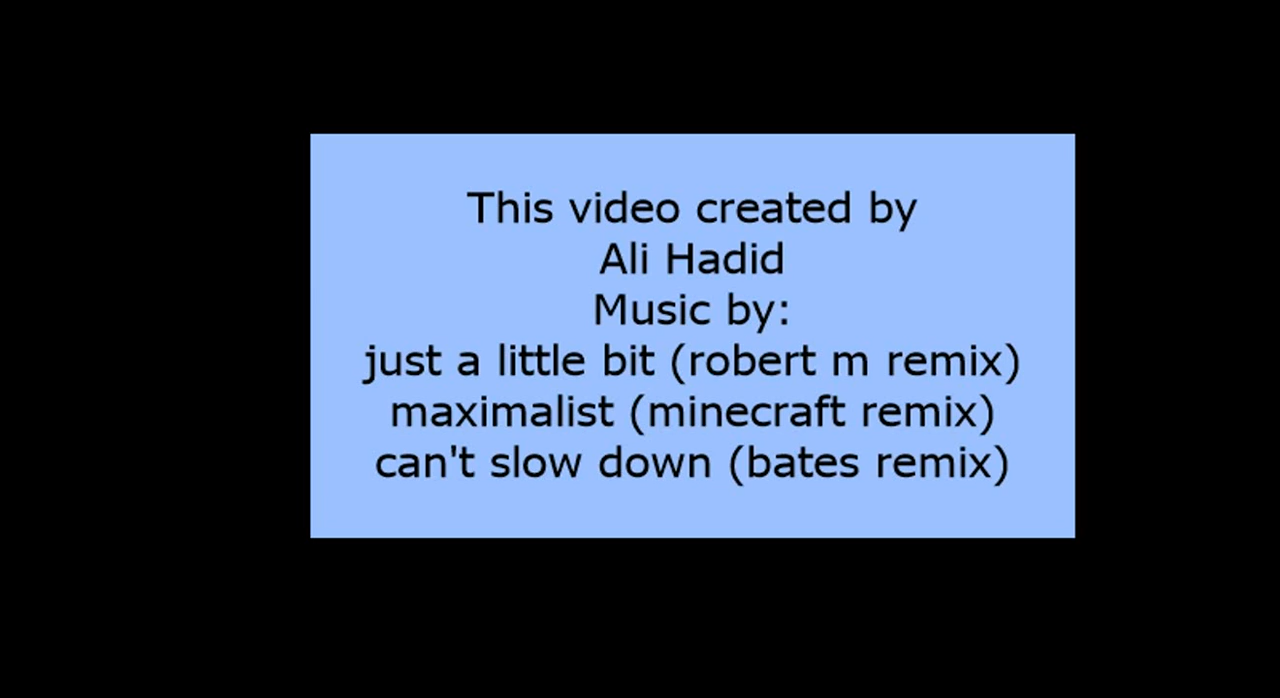 This video created by
Ali Hadid
Music by:
just a little bit (robert m remix)
maximalist (minecraft remix)
can't slow down (bates remix)